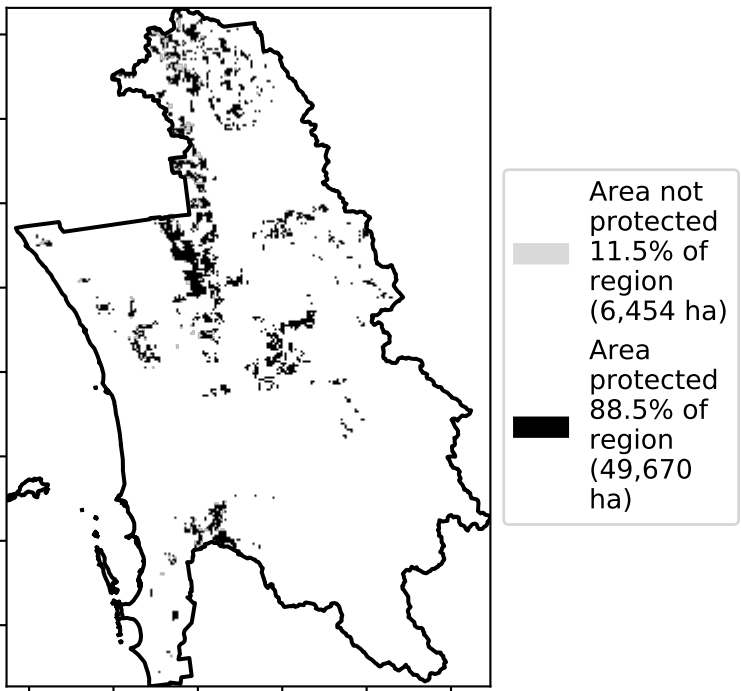 Area not
protected
11.5% of
region
(6,454 ha)
Area
protected
88.5% of
region
(49,670
ha)